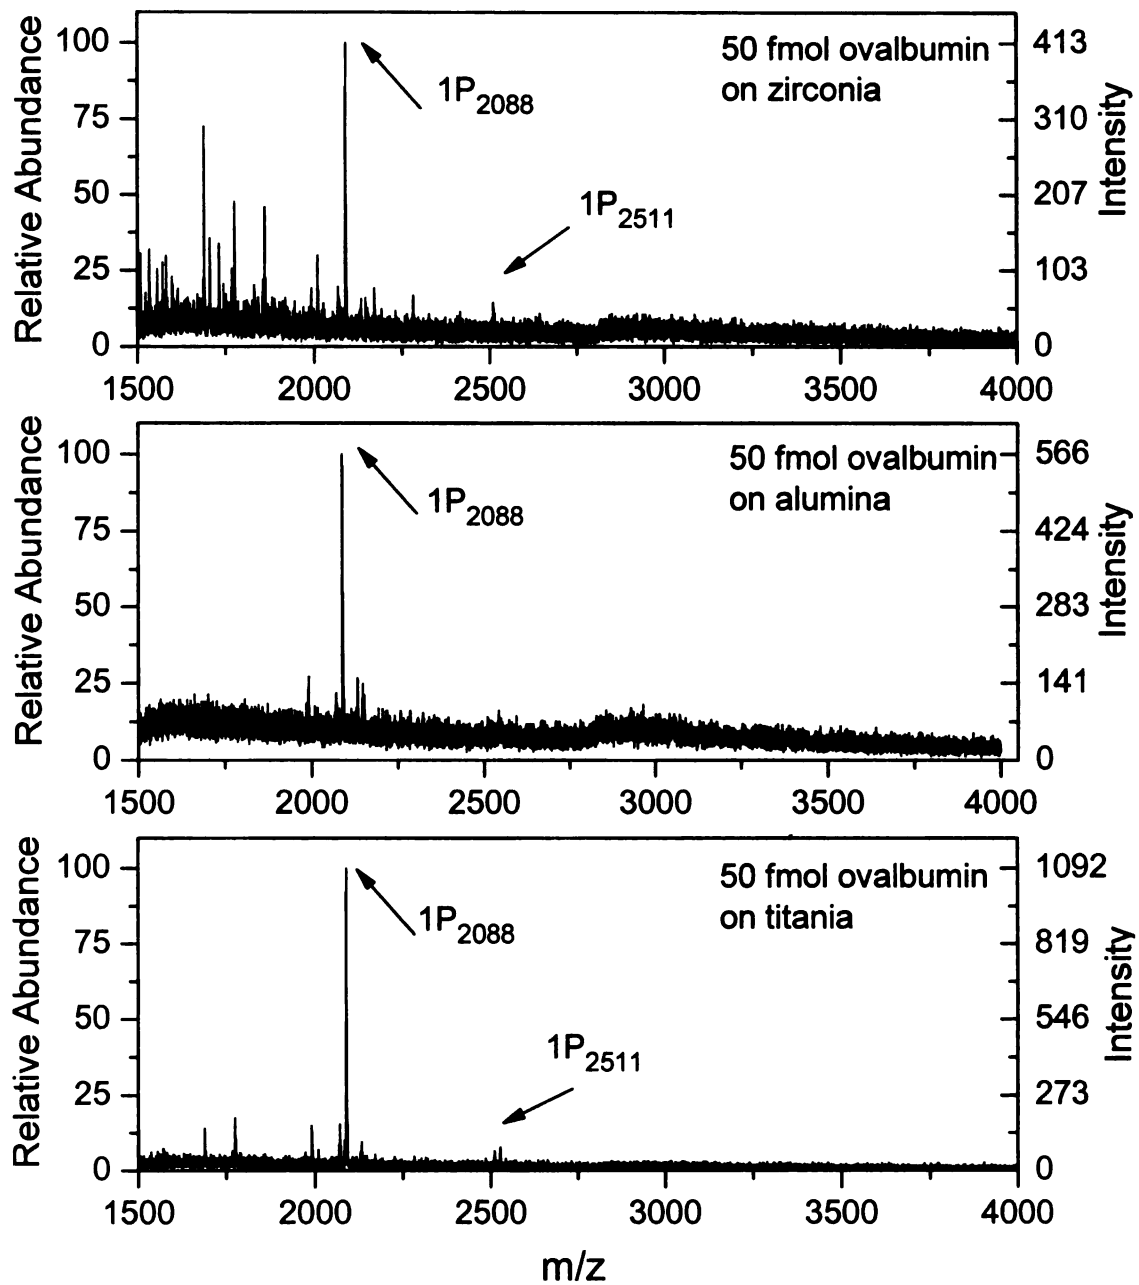 50 fmol ovalbumin
on zirconia
1P2088
1P2511
Relative Abundance
100
75
50
25
0
413
310
207
103
0
Intensity
1500 2000 2500 3000 3500 4000
50 fmol ovalbumin
on alumina
1P2088
Relative Abundance
100
75
50
25
0
566
424
283
141
0
Intensity
1500 2000 2500 3000 3500 4000
50 fmol ovalbumin
on titania
1P2088
1P2511
Relative Abundance
100
75
50
25
0
1092
819
546
273
0
Intensity
1500 2000 2500 3000 3500 4000
m/z